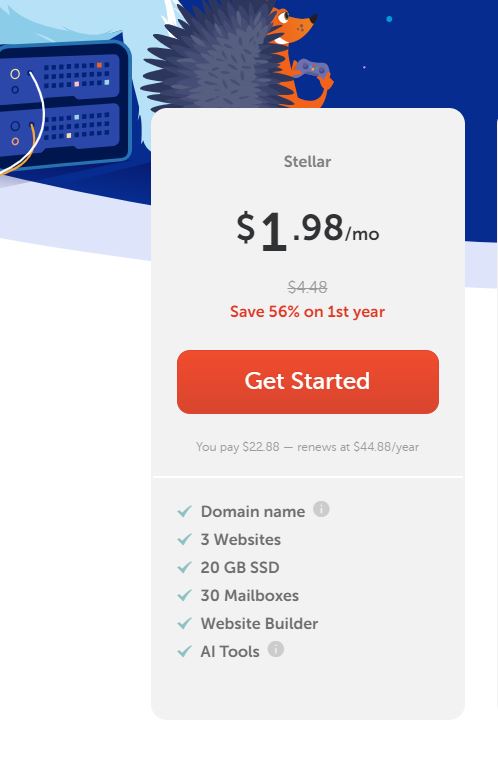 Stellar
$1.98/mo
$4.48
Save 56% on 1st year
Get Started
You pay $22.88 — renews at $44.88/year
Domain name
3 Websites
20 GB SSD
30 Mailboxes
Website Builder
AI Tools